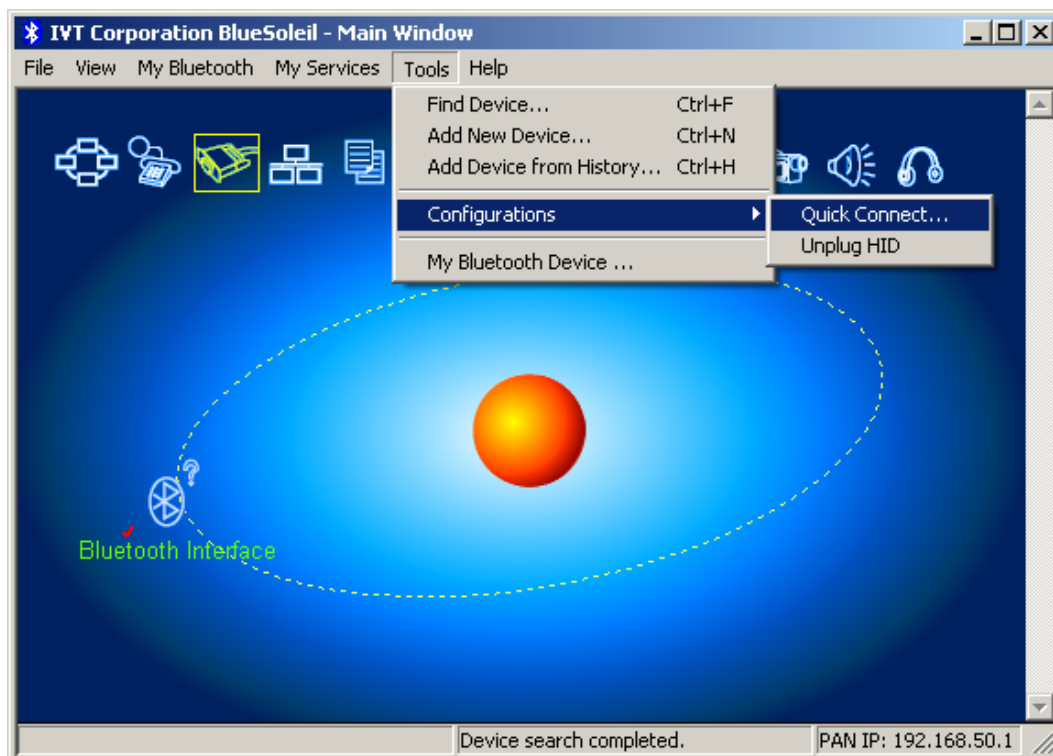 IVT Corporation BlueSoleil - Main Window
File View My Bluetooth My Services Tools Help
Find Device... Ctrl+F
Add New Device... Ctrl+N
Add Device from History... Ctrl+H
Configurations
Quick Connect...
Unplug HID
My Bluetooth Device ...
?
Bluetooth Interface
Device search completed.
PAN IP: 192.168.50.1